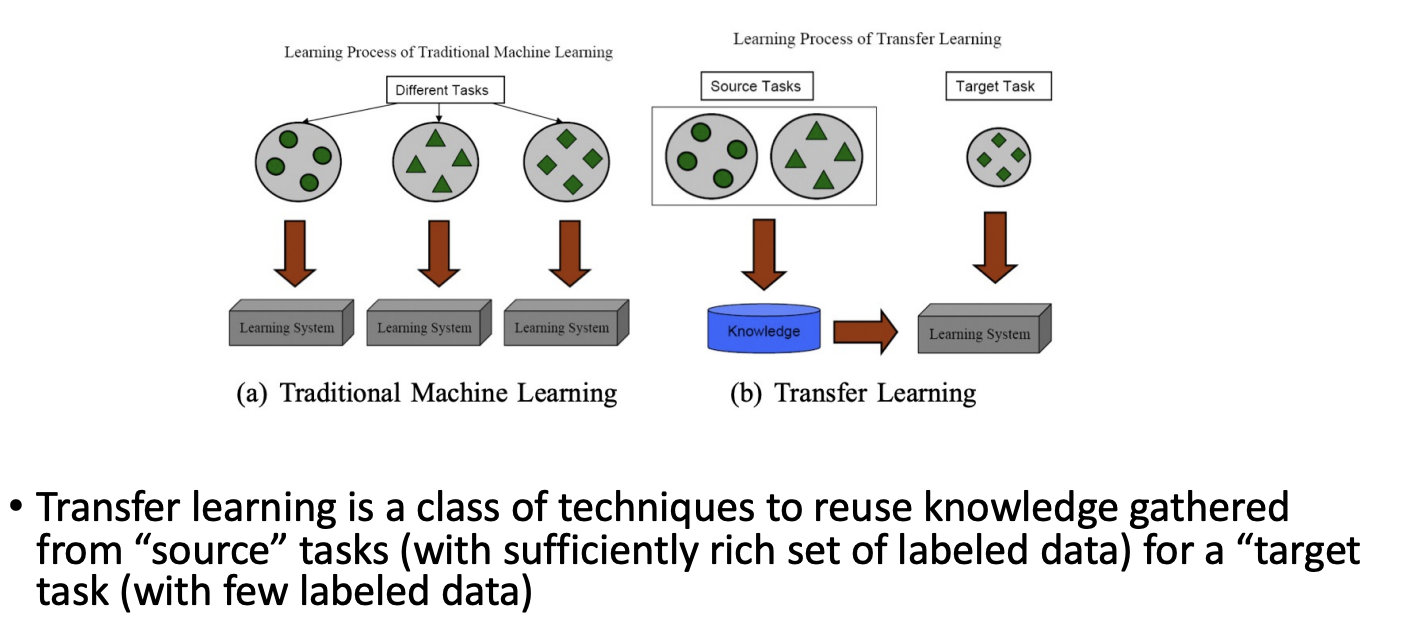 Learning Process of Traditional Machine Learning
Different Tasks
Learning System
Learning System
Learning System
(a) Traditional Machine Learning
Learning Process of Transfer Learning
Source Tasks
Target Task
Knowledge
Learning System
(b) Transfer Learning
• Transfer learning is a class of techniques to reuse knowledge gathered
from “source” tasks (with sufficiently rich set of labeled data) for a “target
task (with few labeled data)